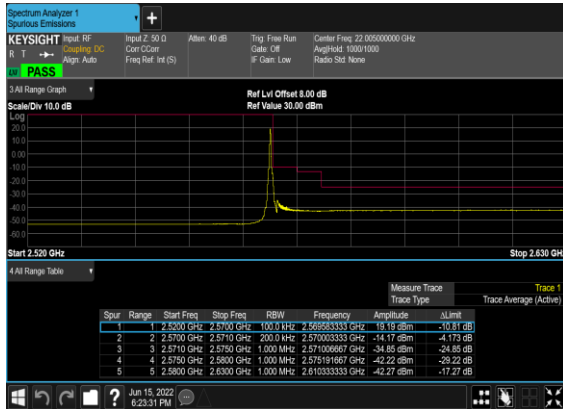 Spectrum Analyzer 1
Spurious Emissions
+
KEYSIGHT Input: RF Input Z: 50 Ω Atten: 40 dB Trig: Free Run Center Freq: 22.005000000 GHz
R T Coupling: DC Corr CCorr Gate: Off Avg|Hold: 1000/1000
Align: Auto Freq Ref: Int (S) IF Gain: Low Radio Std: None
LU PASS
3 All Range Graph
Ref Lvl Offset 8.00 dB
Scale/Div 10.0 dB Ref Value 30.00 dBm
Log
20.0
10.0
0.00
-10.0
-20.0
-30.0
-40.0
-50.0
-60.0
Start 2.520 GHz Stop 2.630 GH
4 All Range Table
Measure Trace Trace 1
Trace Type Trace Average (Active)
Spur Range Start Freq Stop Freq RBW Frequency Amplitude ΔLimit
1 1 2.5200 GHz 2.5700 GHz 100.0 kHz 2.569583333 GHz 19.19 dBm -10.81 dB
2 2 2.5700 GHz 2.5710 GHz 200.0 kHz 2.570003333 GHz -14.17 dBm -4.173 dB
3 3 2.5710 GHz 2.5750 GHz 1.000 MHz 2.571006667 GHz -34.85 dBm -24.85 dB
4 4 2.5750 GHz 2.5800 GHz 1.000 MHz 2.575191667 GHz -42.22 dBm -29.22 dB
5 5 2.5800 GHz 2.6300 GHz 1.000 MHz 2.610333333 GHz -42.27 dBm -17.27 dB
? Jun 15, 2022
6:23:31 PM